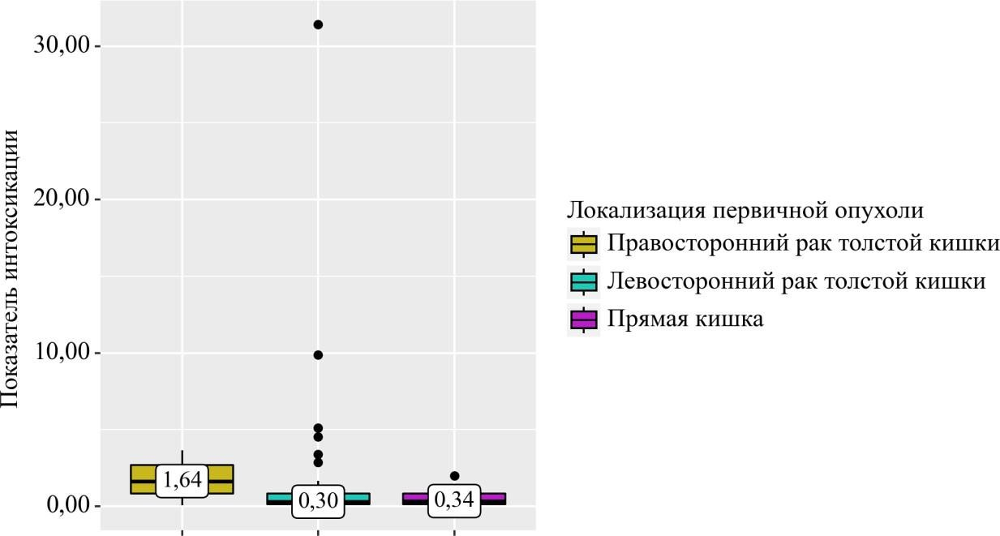 Показатель интоксикации
30,00
20,00
10,00
0,00
1,64
0,30
0,34
Локализация первичной опухоли
Правосторонний рак толстой кишки
Левосторонний рак толстой кишки
Прямая кишка